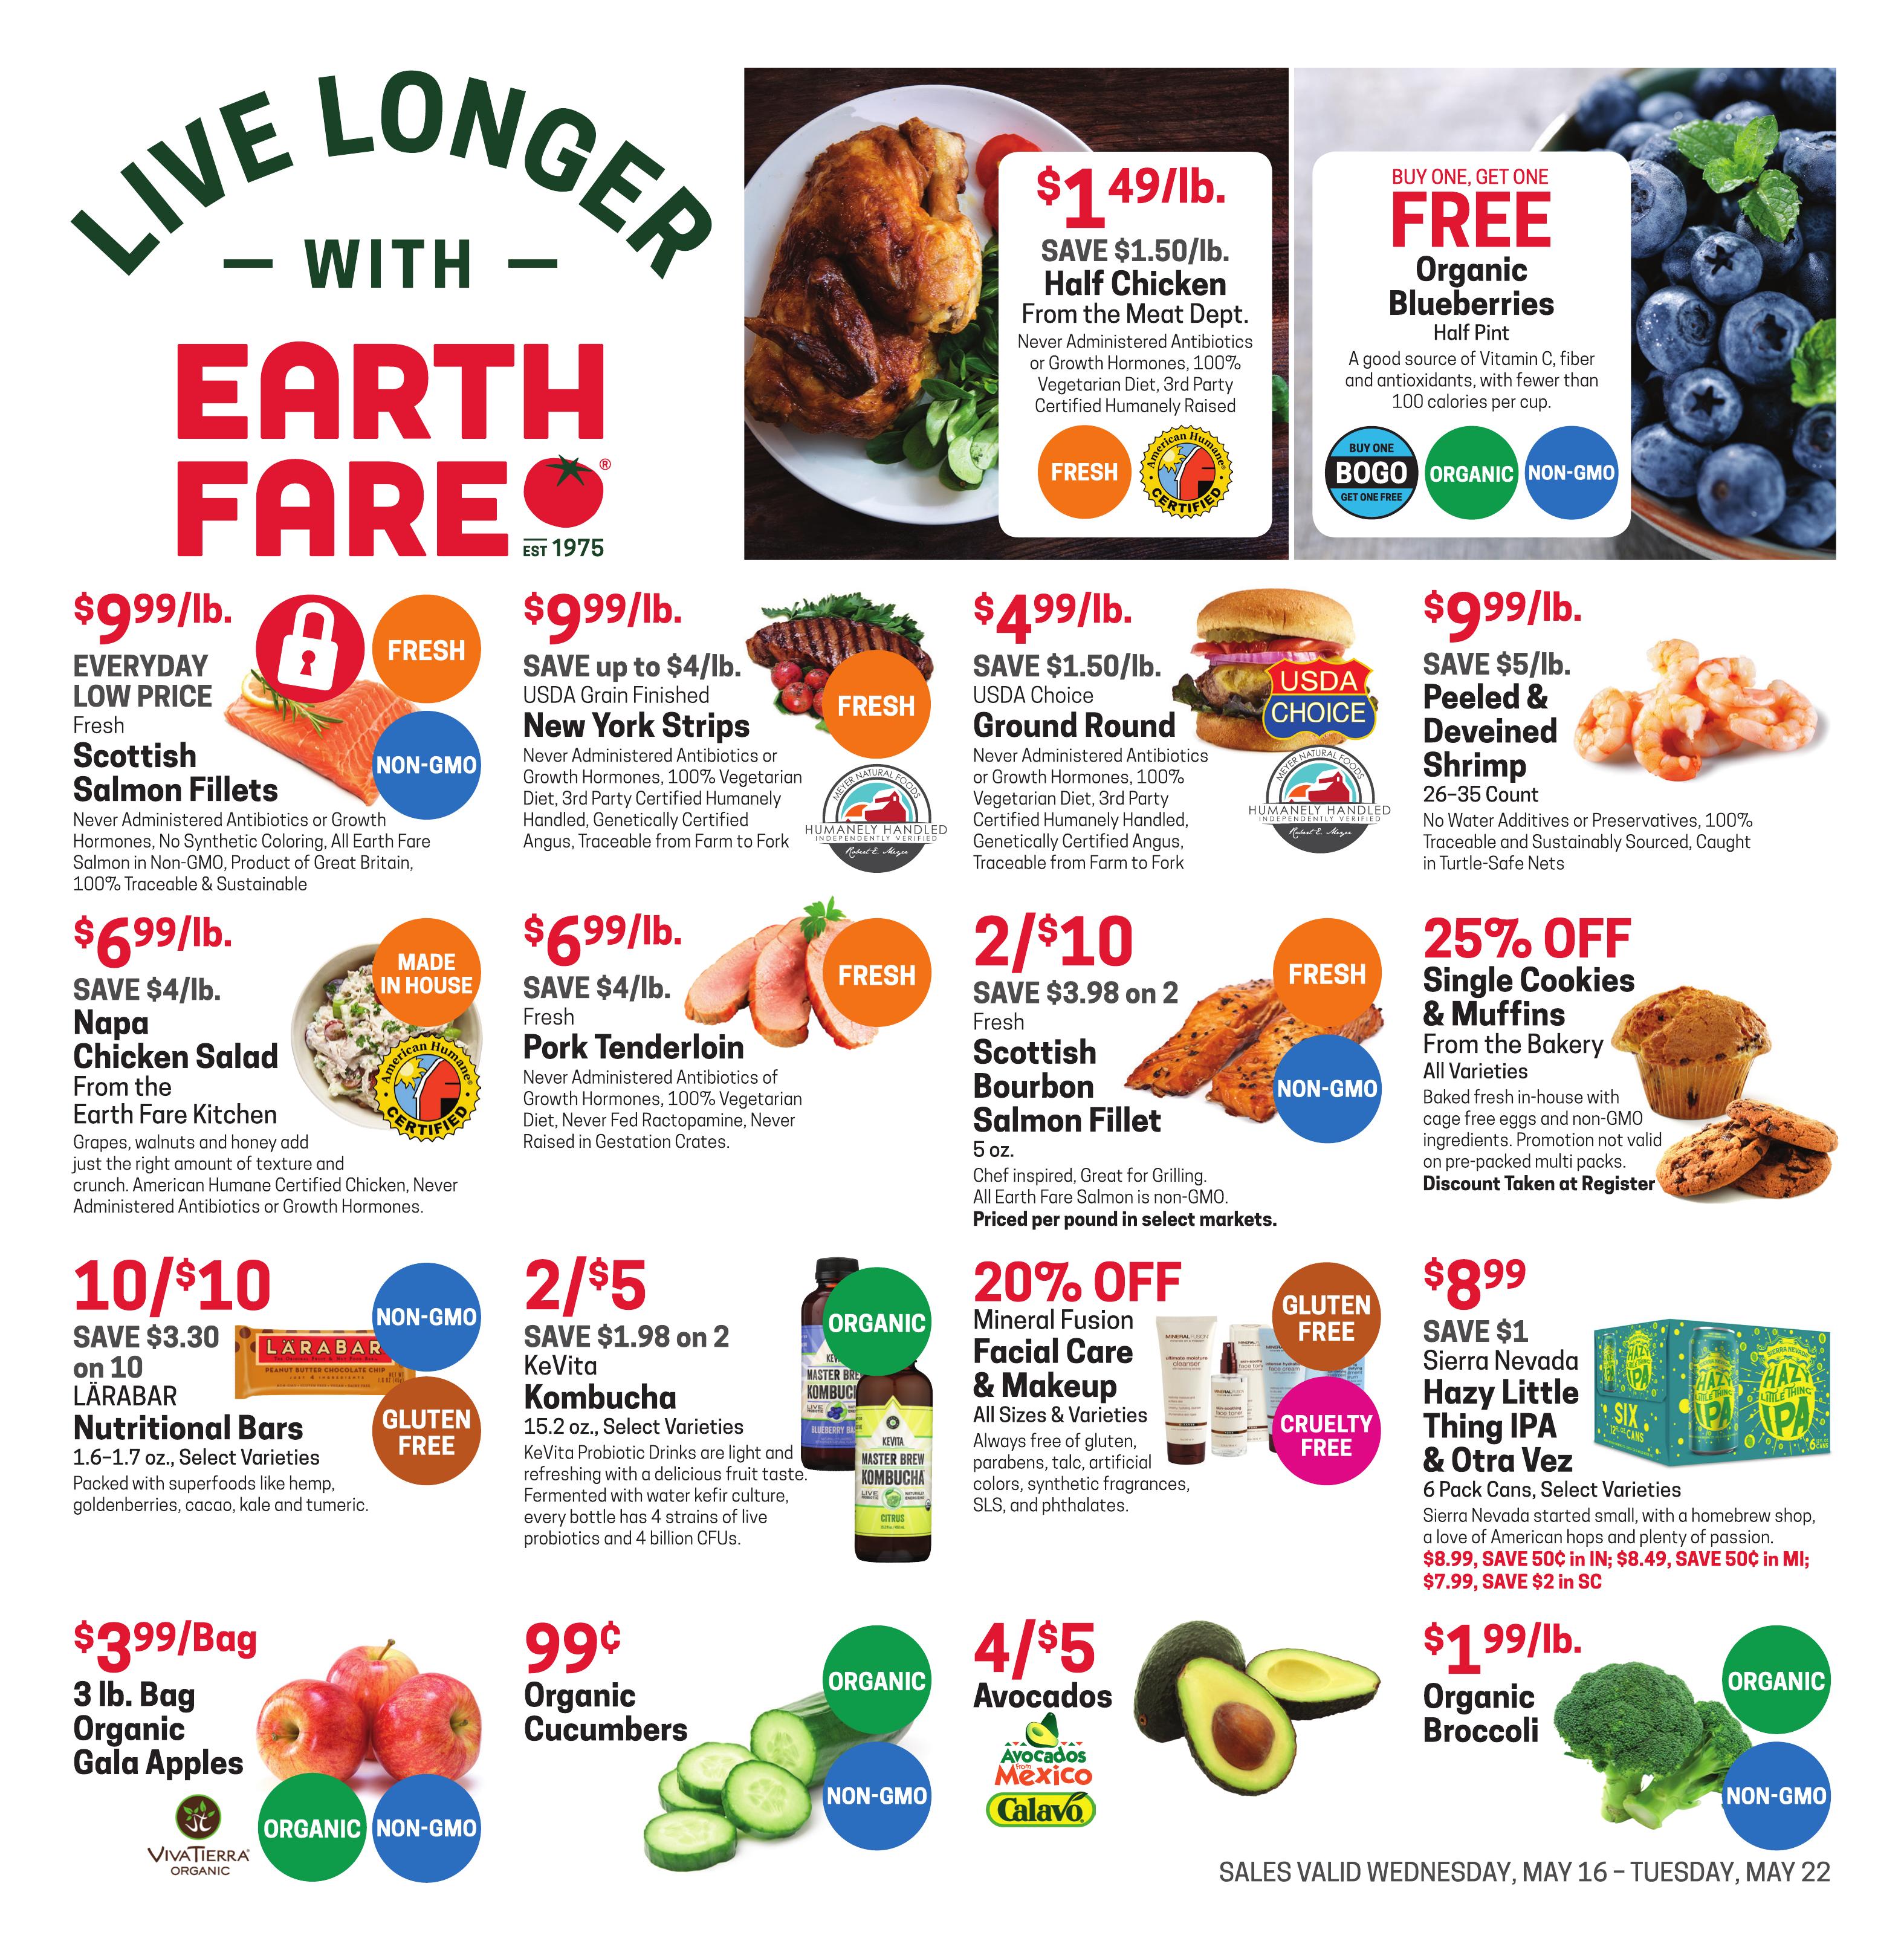 LIVE LONGER
— WITH —
EARTH
FARE®
EST 1975
$1 49/lb.
SAVE $1.50/lb.
Half Chicken
From the Meat Dept.
Never Administered Antibiotics
or Growth Hormones, 100%
Vegetarian Diet, 3rd Party
Certified Humanely Raised
FRESH
American Humane®
CERTIFIED
BUY ONE, GET ONE
FREE
Organic
Blueberries
Half Pint
A good source of Vitamin C, fiber
and antioxidants, with fewer than
100 calories per cup.
BUY ONE
BOGO
GET ONE FREE
ORGANIC
NON-GMO
$9 99/lb.
EVERYDAY
LOW PRICE
Fresh
Scottish
Salmon Fillets
Never Administered Antibiotics or Growth
Hormones, No Synthetic Coloring, All Earth Fare
Salmon in Non-GMO, Product of Great Britain,
100% Traceable & Sustainable
FRESH
NON-GMO
$9 99/lb.
SAVE up to $4/lb.
USDA Grain Finished
New York Strips
Never Administered Antibiotics or
Growth Hormones, 100% Vegetarian
Diet, 3rd Party Certified Humanely
Handled, Genetically Certified
Angus, Traceable from Farm to Fork
FRESH
MEYER NATURAL FOODS
HUMANELY HANDLED
INDEPENDENTLY VERIFIED
Robert E. Meyer
$4 99/lb.
SAVE $1.50/lb.
USDA Choice
Ground Round
Never Administered Antibiotics
or Growth Hormones, 100%
Vegetarian Diet, 3rd Party
Certified Humanely Handled,
Genetically Certified Angus,
Traceable from Farm to Fork
USDA
CHOICE
MEYER NATURAL FOODS
HUMANELY HANDLED
INDEPENDENTLY VERIFIED
Robert E. Meyer
$9 99/lb.
SAVE $5/lb.
Peeled &
Deveined
Shrimp
26–35 Count
No Water Additives or Preservatives, 100%
Traceable and Sustainably Sourced, Caught
in Turtle-Safe Nets
$6 99/lb.
SAVE $4/lb.
Napa
Chicken Salad
From the
Earth Fare Kitchen
Grapes, walnuts and honey add
just the right amount of texture and
crunch. American Humane Certified Chicken, Never
Administered Antibiotics or Growth Hormones.
MADE
IN HOUSE
American Humane®
CERTIFIED
$6 99/lb.
SAVE $4/lb.
Fresh
Pork Tenderloin
Never Administered Antibiotics of
Growth Hormones, 100% Vegetarian
Diet, Never Fed Ractopamine, Never
Raised in Gestation Crates.
FRESH
2/$10
SAVE $3.98 on 2
Fresh
Scottish
Bourbon
Salmon Fillet
5 oz.
Chef inspired, Great for Grilling.
All Earth Fare Salmon is non-GMO.
Priced per pound in select markets.
FRESH
NON-GMO
25% OFF
Single Cookies
& Muffins
From the Bakery
All Varieties
Baked fresh in-house with
cage free eggs and non-GMO
ingredients. Promotion not valid
on pre-packed multi packs.
Discount Taken at Register
10/$10
SAVE $3.30
on 10
LÄRABAR
Nutritional Bars
1.6–1.7 oz., Select Varieties
Packed with superfoods like hemp,
goldenberries, cacao, kale and tumeric.
LÄRABAR
PEANUT BUTTER CHOCOLATE CHIP
NON-GMO
GLUTEN
FREE
2/$5
SAVE $1.98 on 2
KeVita
Kombucha
15.2 oz., Select Varieties
KeVita Probiotic Drinks are light and
refreshing with a delicious fruit taste.
Fermented with water kefir culture,
every bottle has 4 strains of live
probiotics and 4 billion CFUs.
ORGANIC
KEVITA
MASTER BREW
KOMBUCHA
LIVE
CITRUS
20% OFF
Mineral Fusion
Facial Care
& Makeup
All Sizes & Varieties
Always free of gluten,
parabens, talc, artificial
colors, synthetic fragrances,
SLS, and phthalates.
MINERAL FUSION
ultimate moisture
cleanser
GLUTEN
FREE
CRUELTY
FREE
$8 99
SAVE $1
Sierra Nevada
Hazy Little
Thing IPA
& Otra Vez
6 Pack Cans, Select Varieties
Sierra Nevada started small, with a homebrew shop,
a love of American hops and plenty of passion.
$8.99, SAVE 50¢ in IN; $8.49, SAVE 50¢ in MI;
$7.99, SAVE $2 in SC
SIERRA NEVADA
HAZY
LITTLE THING
IPA
SIX
12 FL OZ CANS
$3 99/Bag
3 lb. Bag
Organic
Gala Apples
VIVATIERRA
ORGANIC
ORGANIC
NON-GMO
99¢
Organic
Cucumbers
ORGANIC
NON-GMO
4/$5
Avocados
Avocados
from
Mexico
Calavo
$1 99/lb.
Organic
Broccoli
ORGANIC
NON-GMO
SALES VALID WEDNESDAY, MAY 16 – TUESDAY, MAY 22